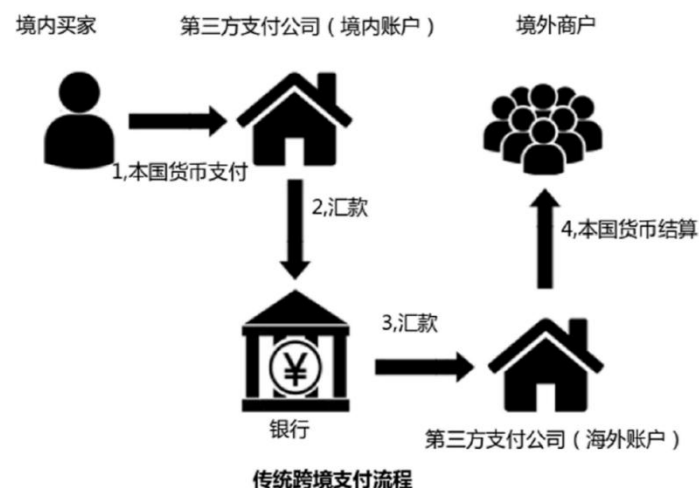 境内买家
第三方支付公司（境内账户）
境外商户
1,本国货币支付
2,汇款
4,本国货币结算
3,汇款
¥
银行
第三方支付公司（海外账户）
传统跨境支付流程